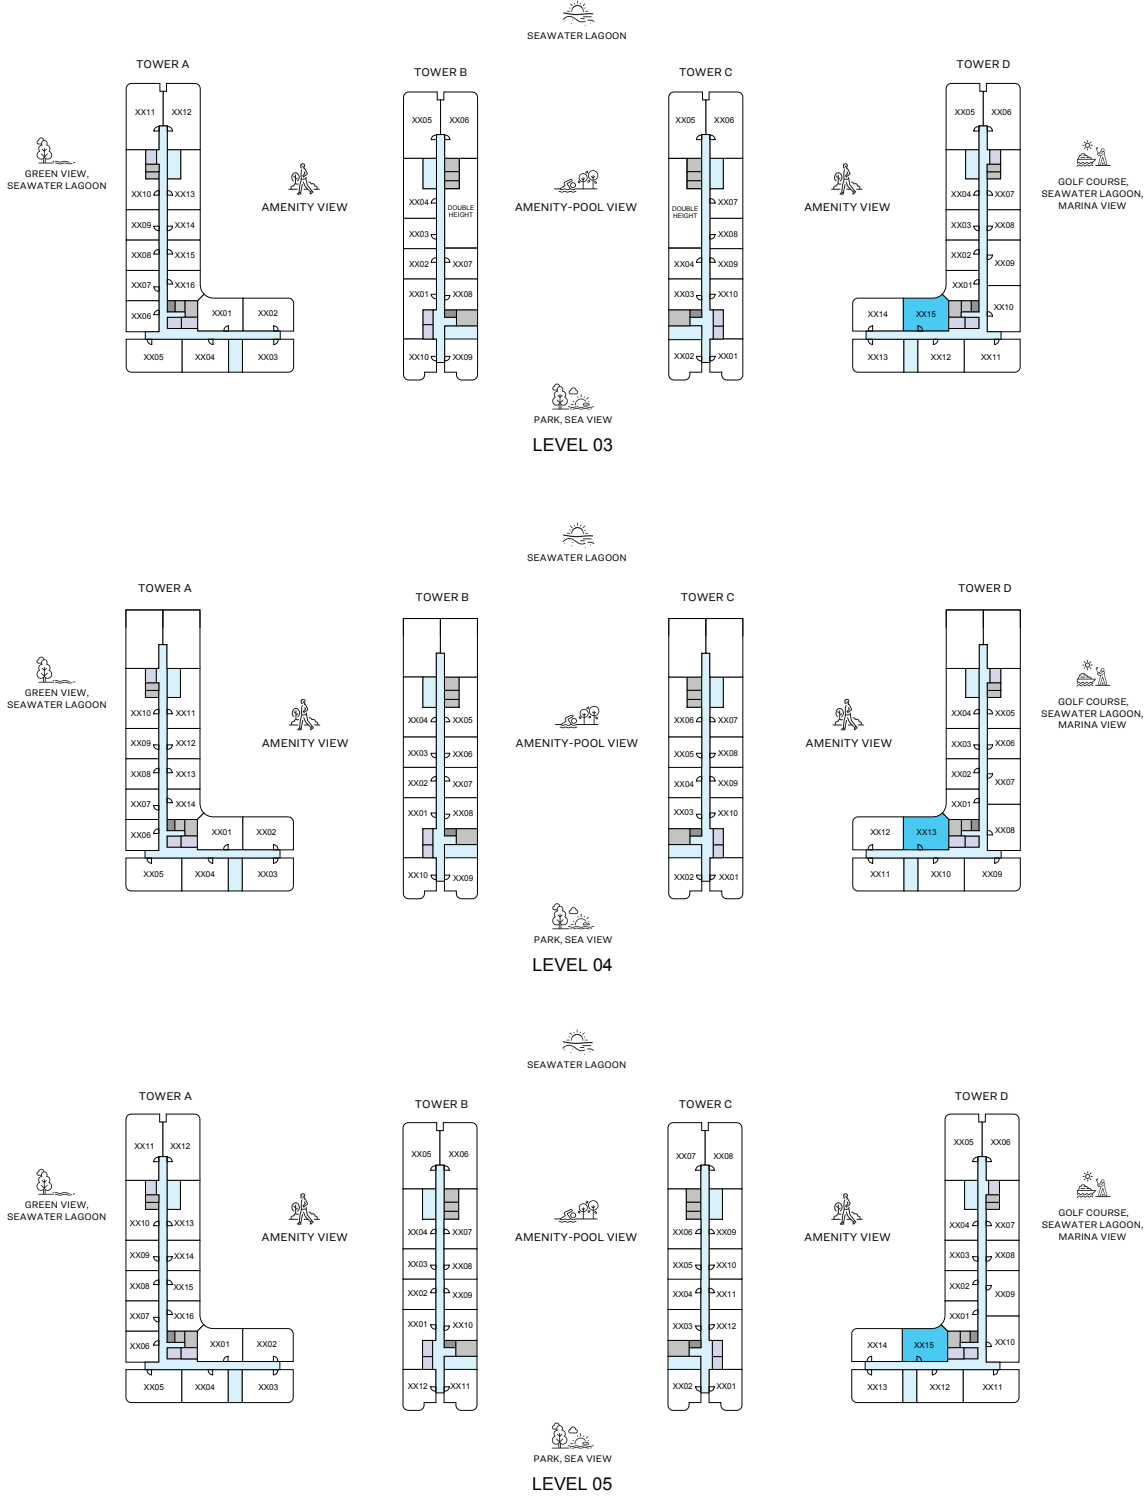 SEAWATER LAGOON
TOWER A
TOWER B
TOWER C
TOWER D
XX11 XX12
XX05 XX06
XX05 XX06
XX05 XX06
GREEN VIEW,
SEAWATER LAGOON
AMENITY VIEW
AMENITY-POOL VIEW
AMENITY VIEW
GOLF COURSE,
SEAWATER LAGOON,
MARINA VIEW
XX10 XX13
XX04
DOUBLE
HEIGHT
DOUBLE
HEIGHT
XX07
XX04 XX07
XX09 XX14
XX03
XX08
XX03 XX08
XX08 XX15
XX02 XX07
XX04 XX09
XX02 XX09
XX07 XX16
XX01 XX08
XX03 XX10
XX01
XX10
XX06
XX01 XX02
XX14 XX15
XX05 XX04 XX03
XX10 XX09
XX02 XX01
XX13 XX12 XX11
PARK, SEA VIEW
LEVEL 03
SEAWATER LAGOON
TOWER A
TOWER B
TOWER C
TOWER D
GREEN VIEW,
SEAWATER LAGOON
AMENITY VIEW
AMENITY-POOL VIEW
AMENITY VIEW
GOLF COURSE,
SEAWATER LAGOON,
MARINA VIEW
XX10 XX11
XX04 XX05
XX06 XX07
XX04 XX05
XX09 XX12
XX03 XX06
XX05 XX08
XX03 XX06
XX08 XX13
XX02 XX07
XX04 XX09
XX02 XX07
XX07 XX14
XX01 XX08
XX03 XX10
XX01
XX08
XX06
XX01 XX02
XX12 XX13
XX05 XX04 XX03
XX10 XX09
XX02 XX01
XX11 XX10 XX09
PARK, SEA VIEW
LEVEL 04
SEAWATER LAGOON
TOWER A
TOWER B
TOWER C
TOWER D
XX11 XX12
XX05 XX06
XX07 XX08
XX05 XX06
GREEN VIEW,
SEAWATER LAGOON
AMENITY VIEW
AMENITY-POOL VIEW
AMENITY VIEW
GOLF COURSE,
SEAWATER LAGOON,
MARINA VIEW
XX10 XX13
XX04 XX07
XX06 XX09
XX04 XX07
XX09 XX14
XX03 XX08
XX05 XX10
XX03 XX08
XX08 XX15
XX02 XX09
XX04 XX11
XX02 XX09
XX07 XX16
XX01 XX10
XX03 XX12
XX01
XX10
XX06
XX01 XX02
XX14 XX15
XX05 XX04 XX03
XX12 XX11
XX02 XX01
XX13 XX12 XX11
PARK, SEA VIEW
LEVEL 05